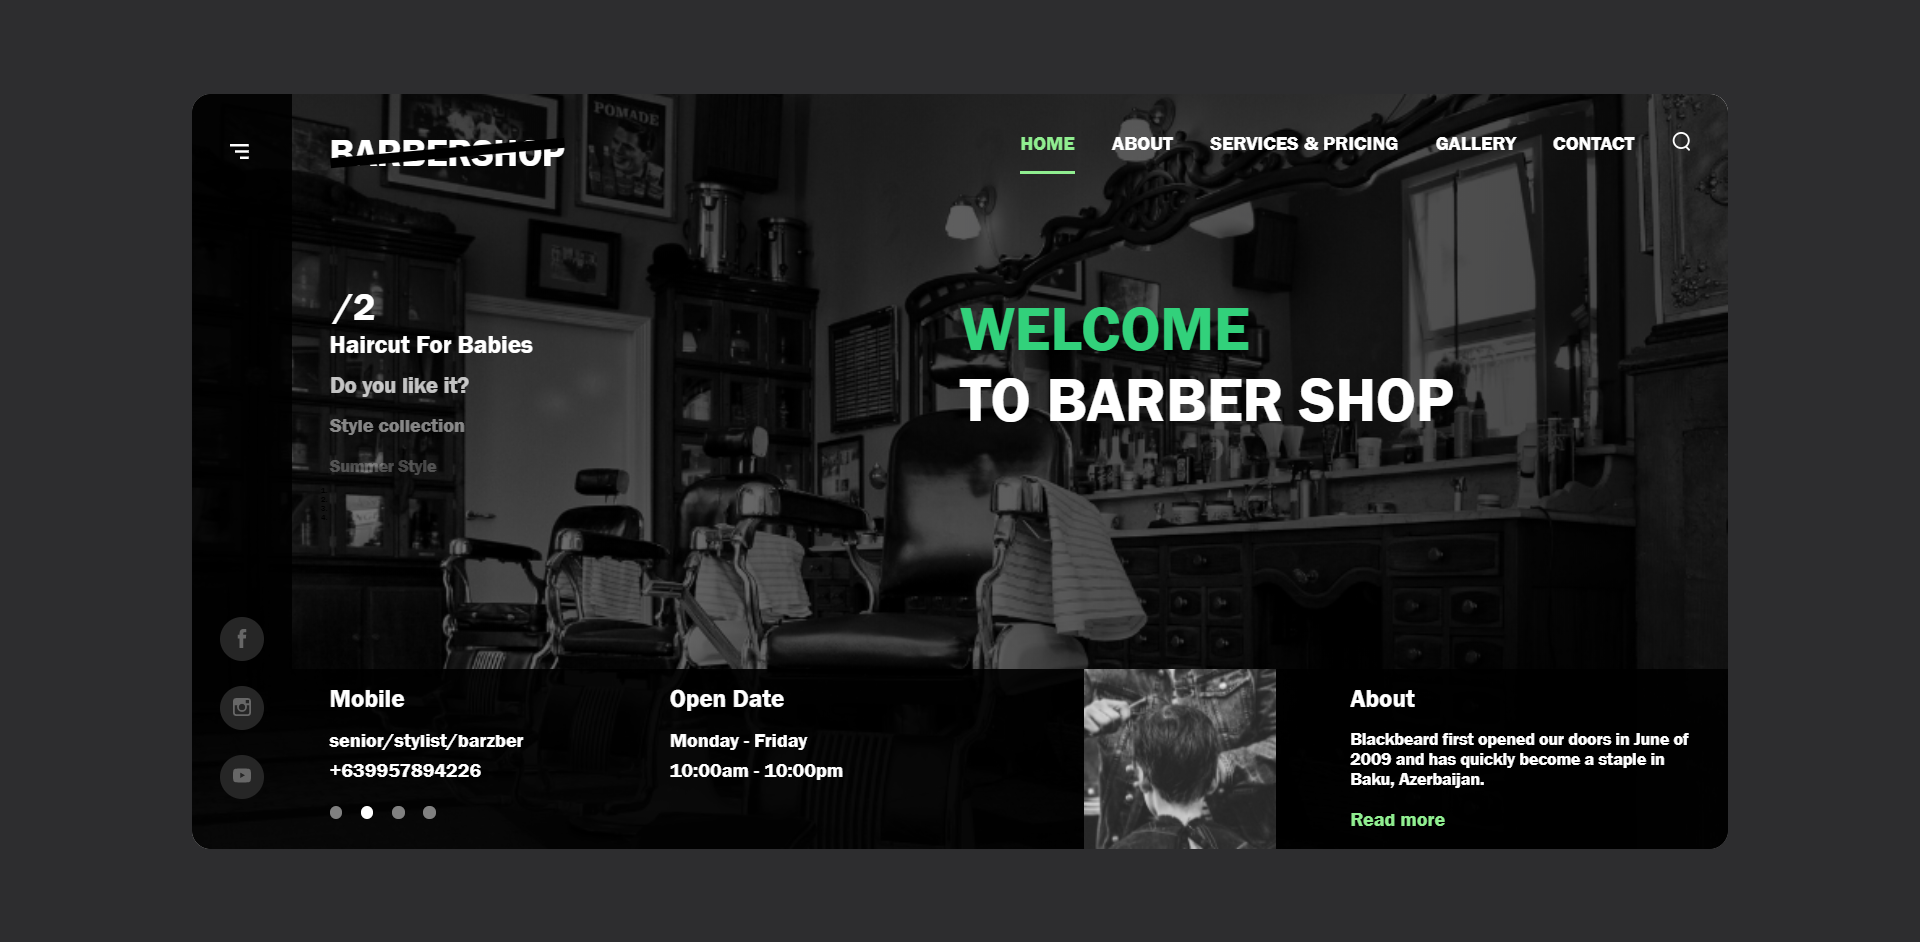 BARBERSHOP
HOME ABOUT SERVICES & PRICING GALLERY CONTACT
POMADE
/2
Haircut For Babies
Do you like it?
Style collection
Summer Style
WELCOME
TO BARBER SHOP
Mobile
senior/stylist/barzber
+639957894226
Open Date
Monday - Friday
10:00am - 10:00pm
About
Blackbeard first opened our doors in June of
2009 and has quickly become a staple in
Baku, Azerbaijan.
Read more